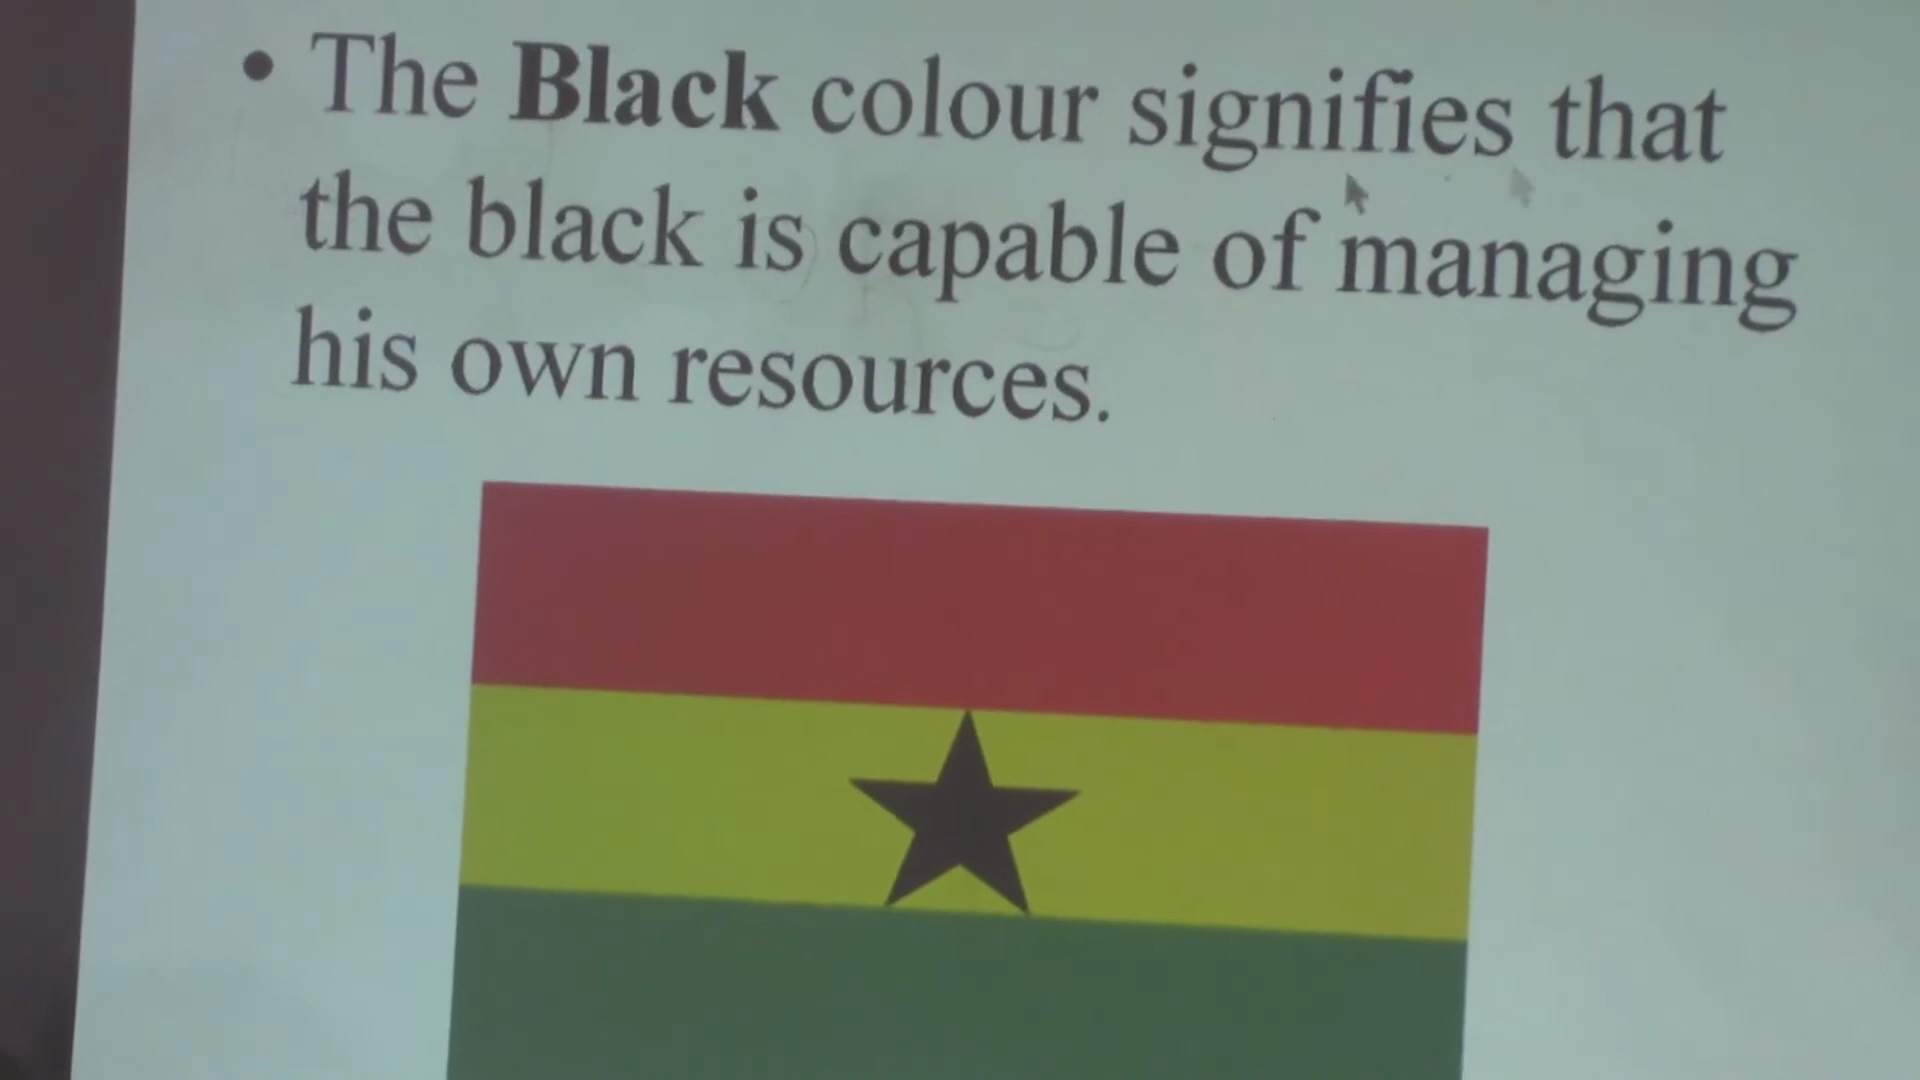 • The Black colour signifies that
the black is capable of managing
his own resources.